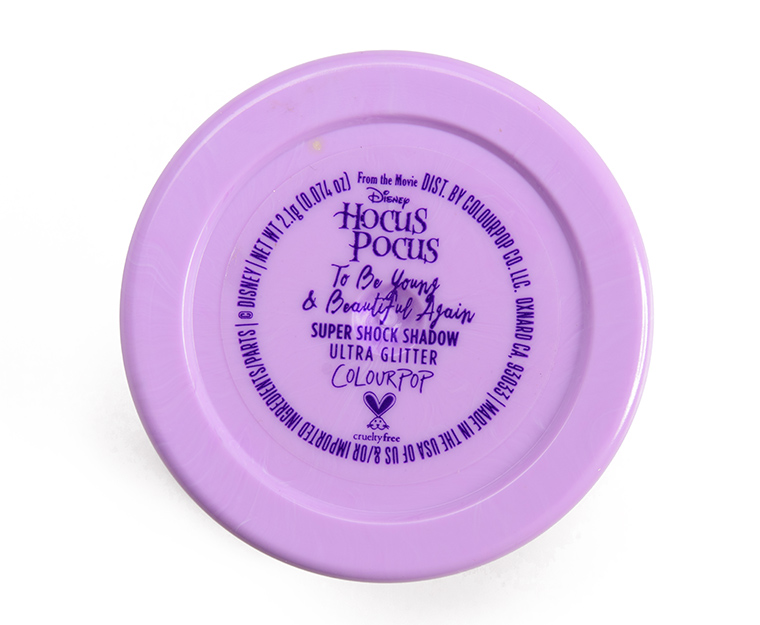 From the Movie
Disney
HOCUS
POCUS
To Be Young
& Beautiful Again
SUPER SHOCK SHADOW
ULTRA GLITTER
COLOURPOP
crueltyfree
DIST. BY COLOURPOP CO. LLC. OXNARD CA. 93033 | MADE IN THE USA OF US &/OR IMPORTED INGREDIENTS/PARTS | © DISNEY | NET WT 2.1g (0.074 oz)